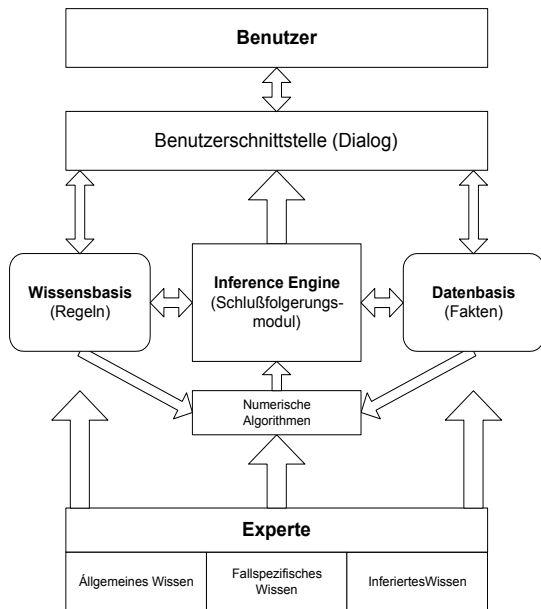 Benutzer
Benutzerschnittstelle (Dialog)
Wissensbasis
(Regeln)
Inference Engine
(Schlußfolgerungs-
modul)
Datenbasis
(Fakten)
Numerische
Algorithmen
Experte
Állgemeines Wissen
Fallspezifisches
Wissen
InferiertesWissen